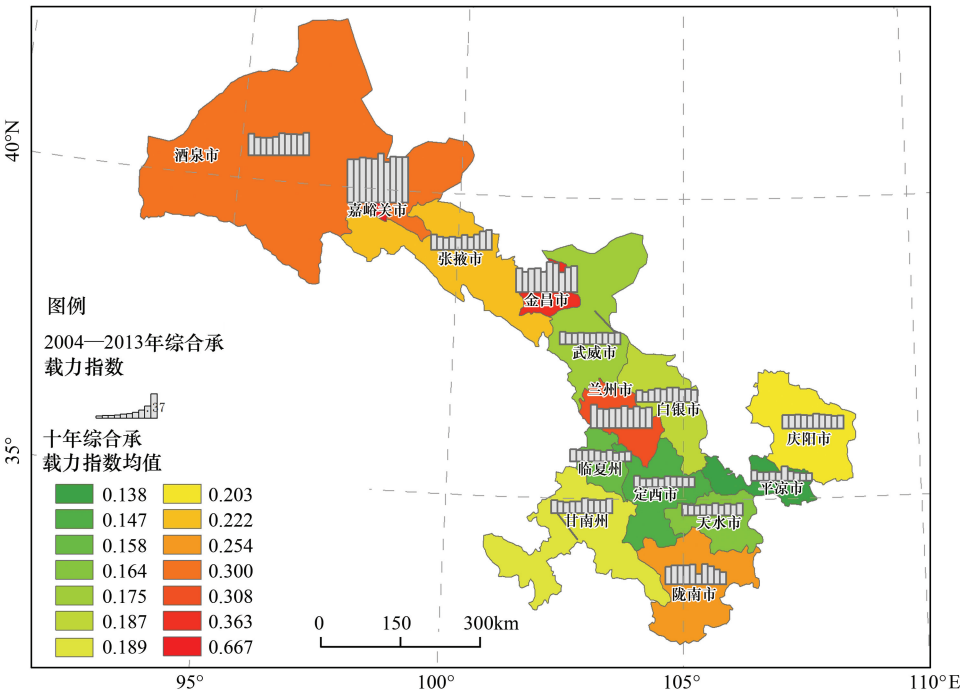 40°N
35°
酒泉市
嘉峪关市
张掖市
金昌市
武威市
兰州市
白银市
庆阳市
临夏州
定西市
平凉市
甘南州
天水市
陇南市
图例
2004—2013年综合承
载力指数
十年综合承
载力指数均值
0.138
0.203
0.147
0.222
0.158
0.254
0.164
0.300
0.175
0.308
0.187
0.363
0.189
0.667
0 150 300km
95° 100° 105° 110°E